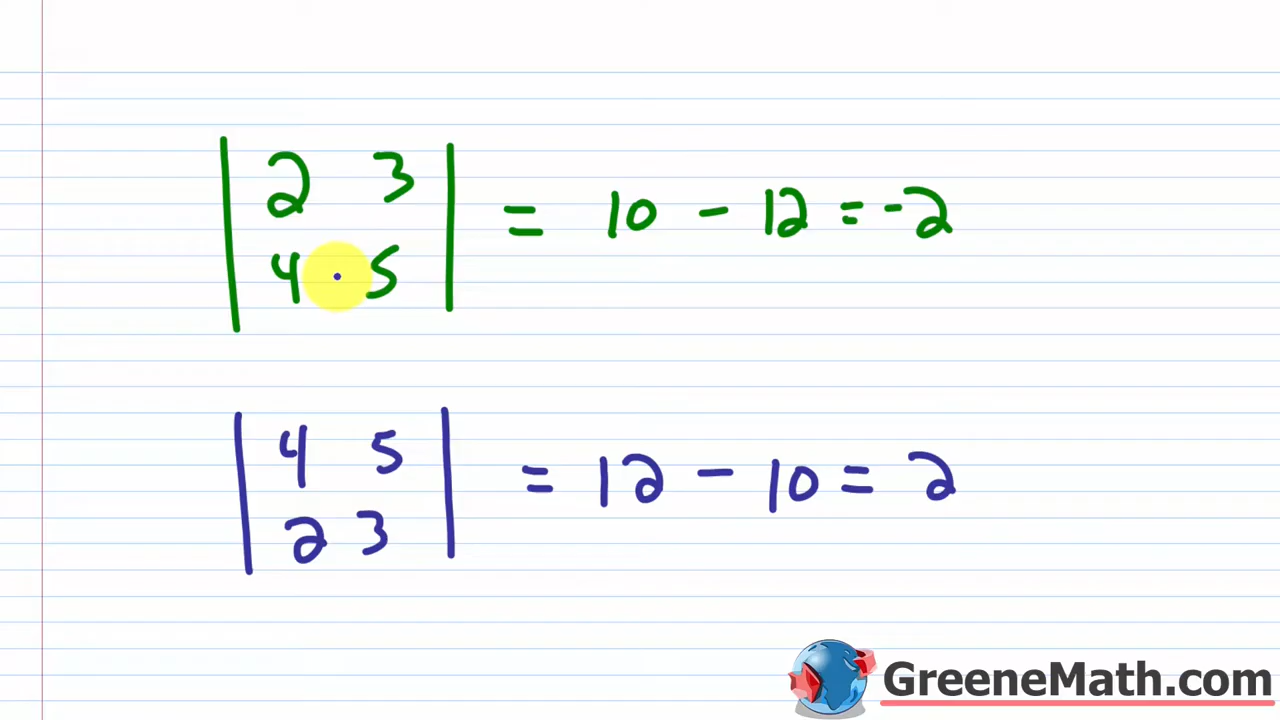 | 2 3 |
| 4 5 | = 10 - 12 = -2
| 4 5 |
| 2 3 | = 12 - 10 = 2
GreeneMath.com